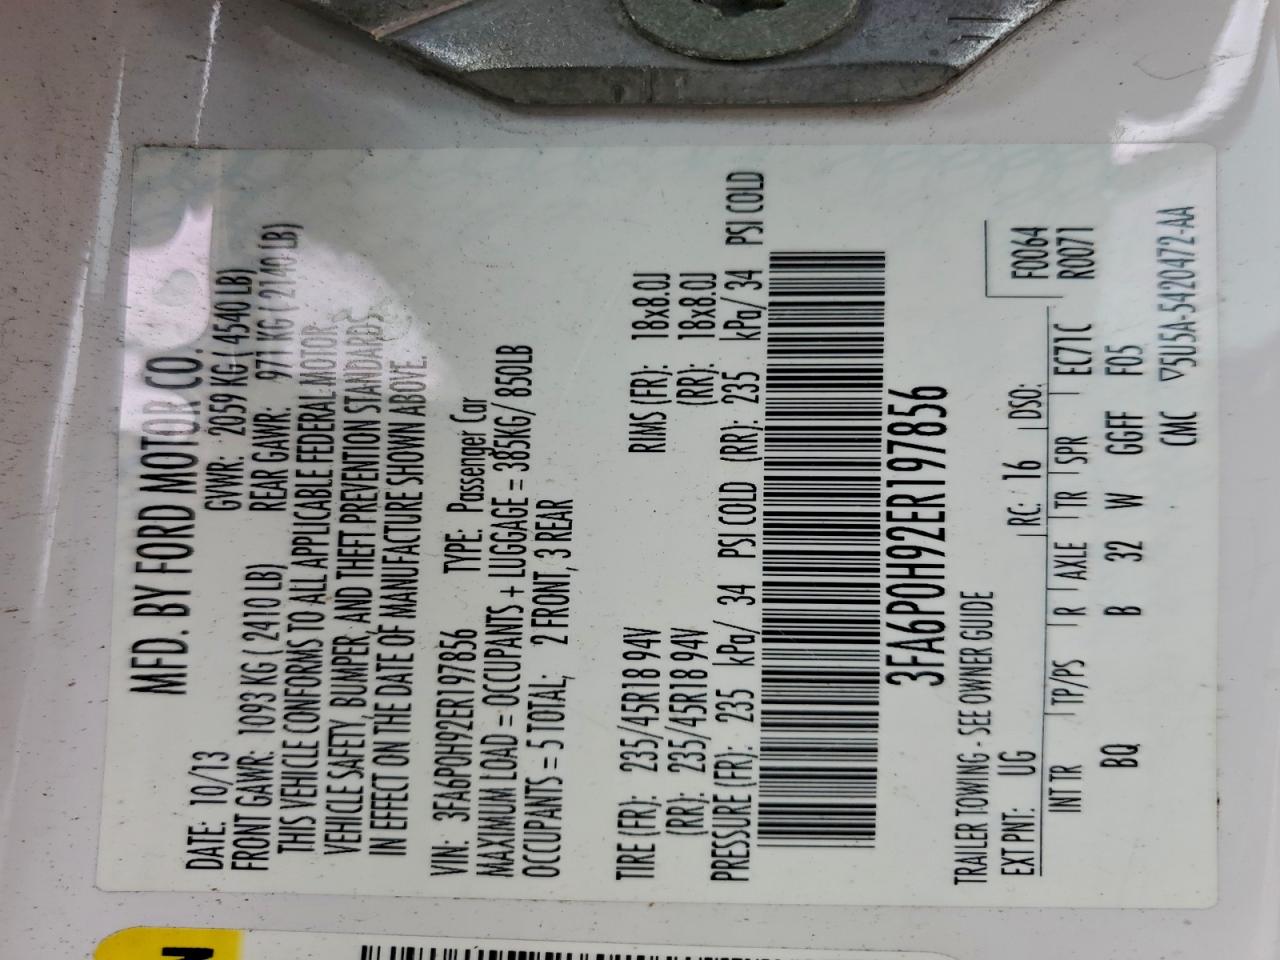 MFD. BY FORD MOTOR CO.
DATE: 10/13 GVWR: 2059 KG ( 4540 LB)
FRONT GAWR: 1093 KG ( 2410 LB) REAR GAWR: 971 KG ( 2140 LB)
THIS VEHICLE CONFORMS TO ALL APPLICABLE FEDERAL MOTOR
VEHICLE SAFETY, BUMPER, AND THEFT PREVENTION STANDARDS
IN EFFECT ON THE DATE OF MANUFACTURE SHOWN ABOVE.
VIN: 3FA6P0H92ER197856 TYPE: Passenger Car
MAXIMUM LOAD = OCCUPANTS + LUGGAGE = 385KG/ 850LB
OCCUPANTS = 5 TOTAL; 2 FRONT, 3 REAR
TIRE (FR): 235/45R18 94V RIMS (FR): 18x8.0J
(RR): 235/45R18 94V (RR): 18x8.0J
PRESSURE (FR): 235 kPa/ 34 PSI COLD (RR): 235 kPa/ 34 PSI COLD
3FA6P0H92ER197856
TRAILER TOWING - SEE OWNER GUIDE
F0064
EXT PNT: UG RC: 16 DSO: R0071
INT TR TP/PS R AXLE TR SPR EC71C
BQ B 32 W GGFF F05
CMC ▽5U5A-5420472-AA
N